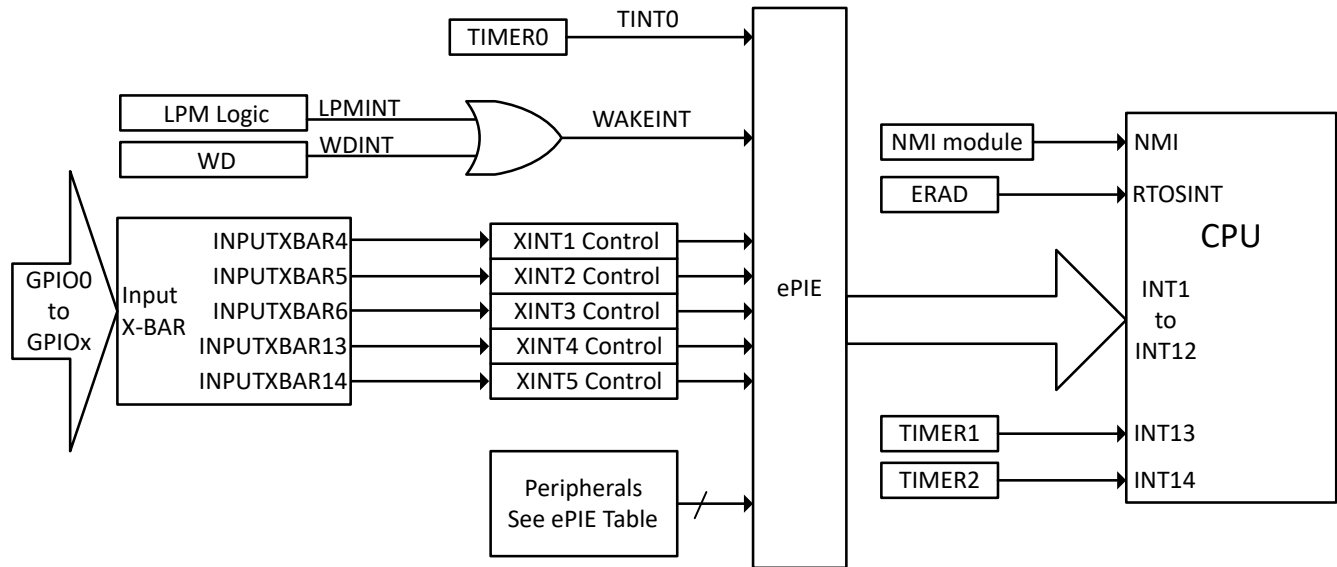 TIMER0
TINT0
LPM Logic
LPMINT
WAKEINT
WD
WDINT
NMI module
NMI
ERAD
RTOSINT
CPU
GPIO0
to
GPIOx
Input
X-BAR
INPUTXBAR4
INPUTXBAR5
INPUTXBAR6
INPUTXBAR13
INPUTXBAR14
XINT1 Control
XINT2 Control
XINT3 Control
XINT4 Control
XINT5 Control
ePIE
INT1
to
INT12
TIMER1
INT13
TIMER2
INT14
Peripherals
See ePIE Table